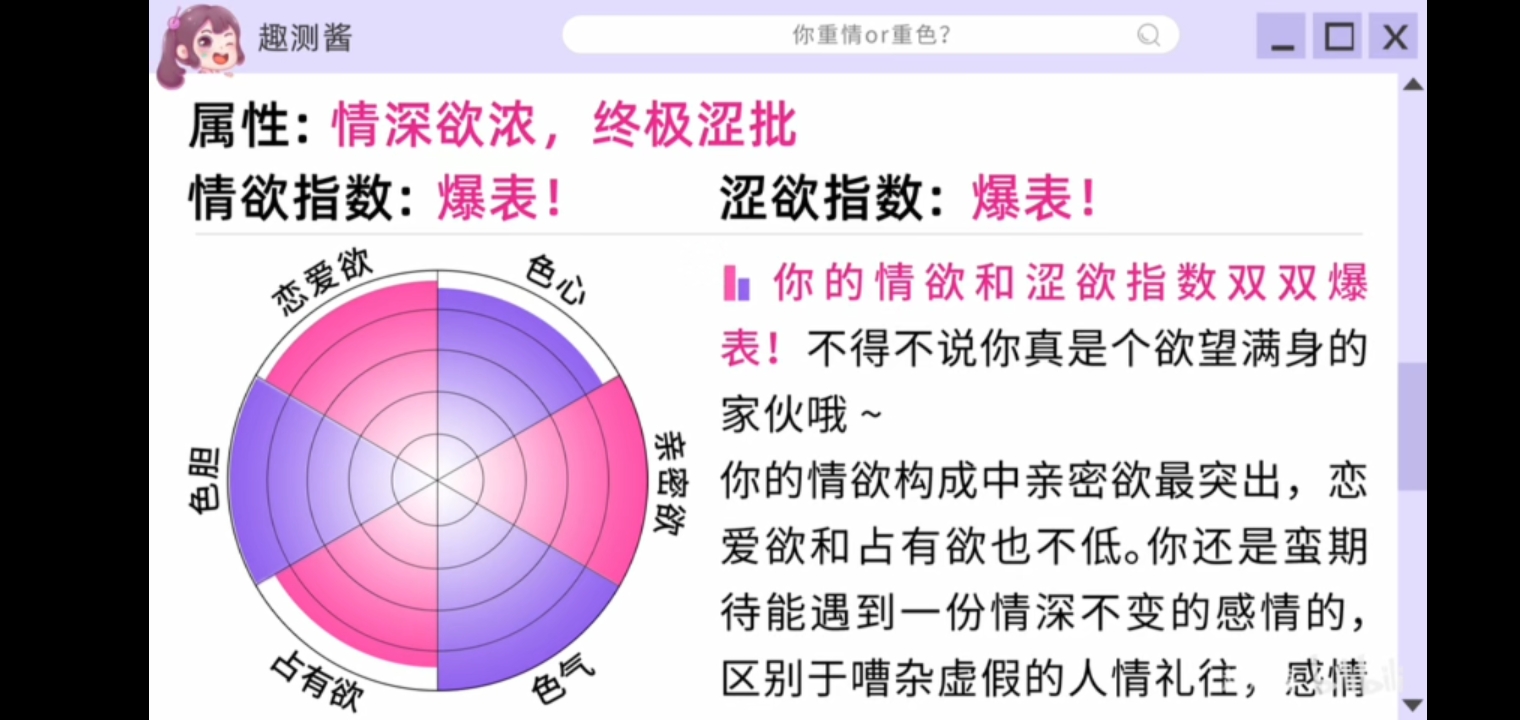 趣测酱
你重情or重色?
属性：情深欲浓，终极涩批
情欲指数：爆表！
涩欲指数：爆表！
恋爱欲
色心
色胆
亲密欲
占有欲
色气
你的情欲和涩欲指数双双爆
表！不得不说你真是个欲望满身的
家伙哦~
你的情欲构成中亲密欲最突出，恋
爱欲和占有欲也不低。你还是蛮期
待能遇到一份情深不变的感情的，
区别于嘈杂虚假的人情礼往，感情
bilibili